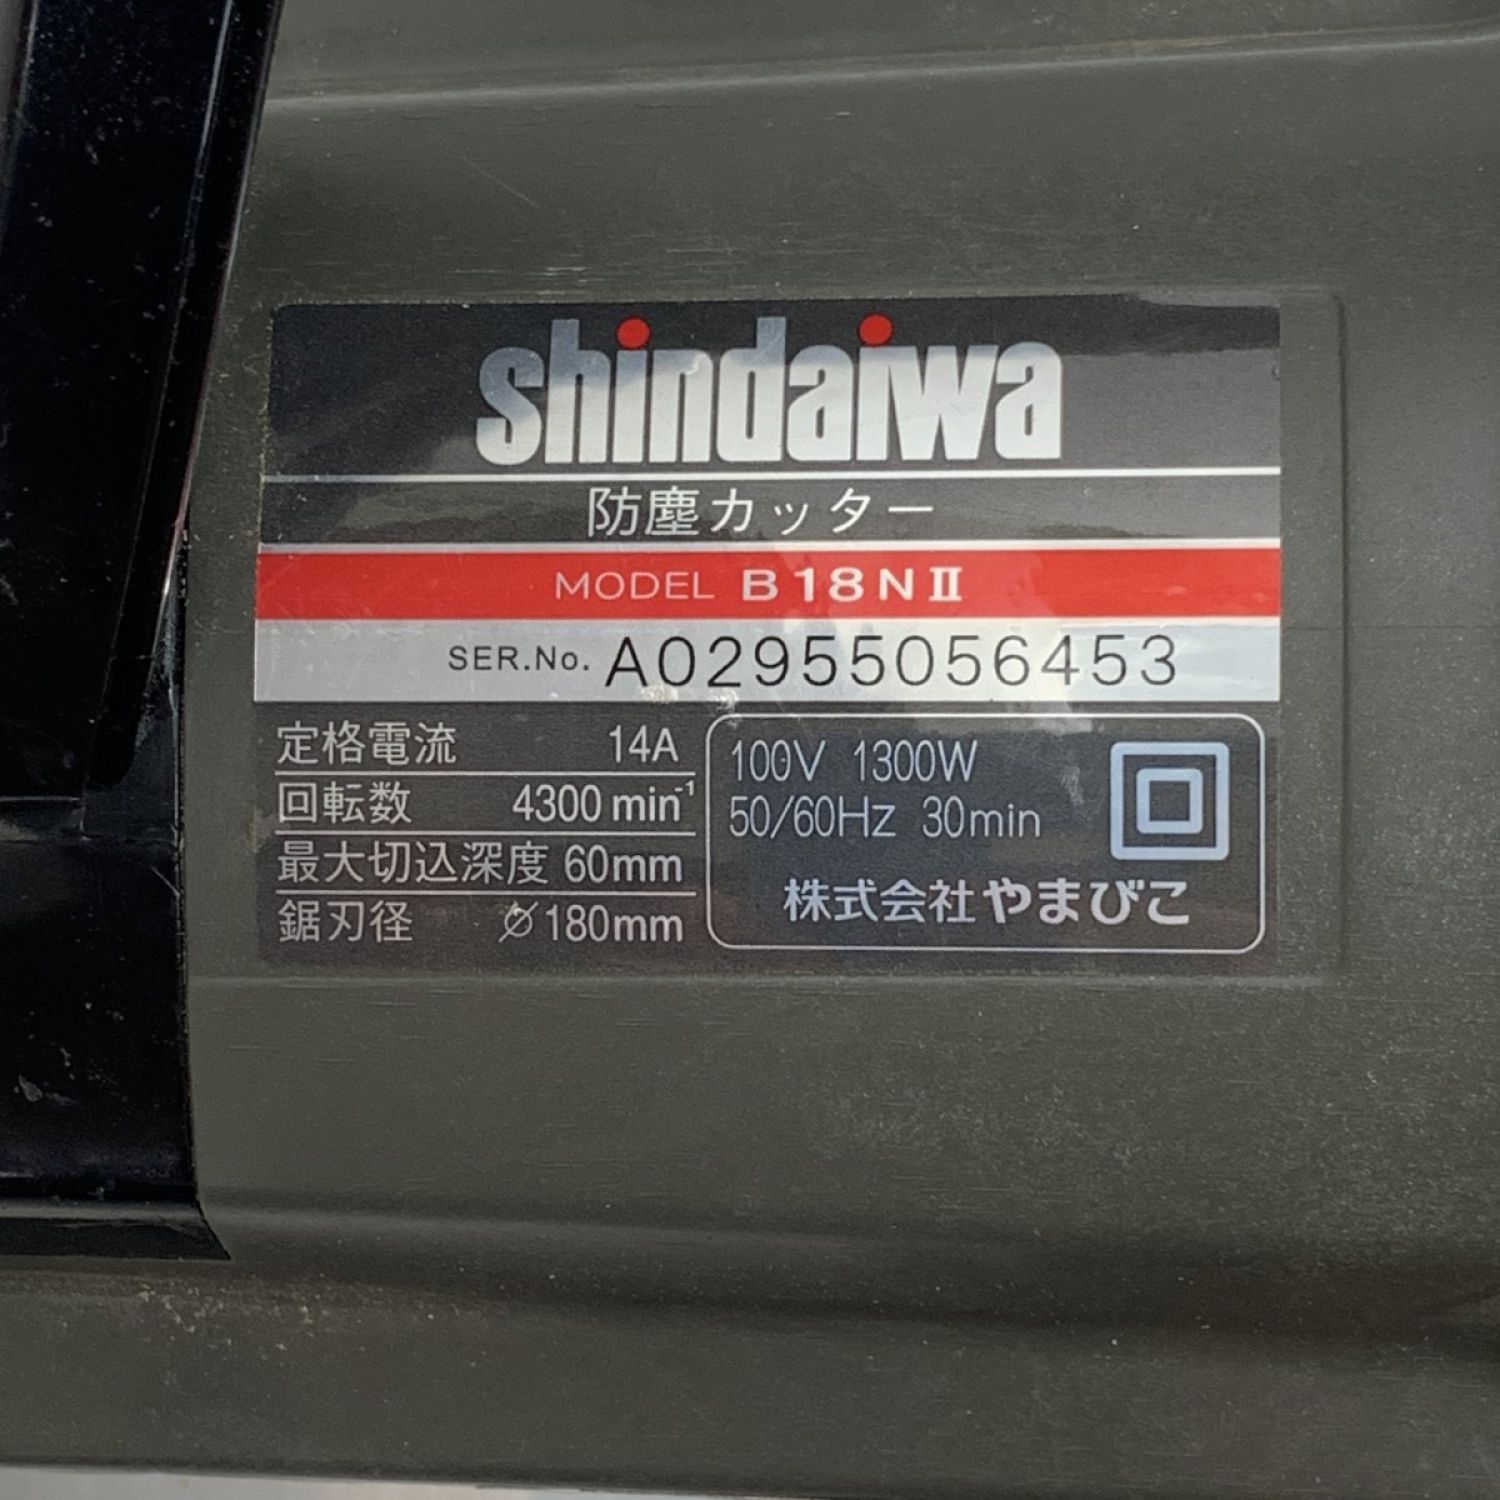 shindaiwa
防塵カッター
MODEL B18NⅡ
SER.No. A02955056453
定格電流 14A
回転数 4300 min⁻¹
最大切込深度 60mm
鋸刃径 ⌀180mm
100V 1300W
50/60Hz 30min
株式会社やまびこ